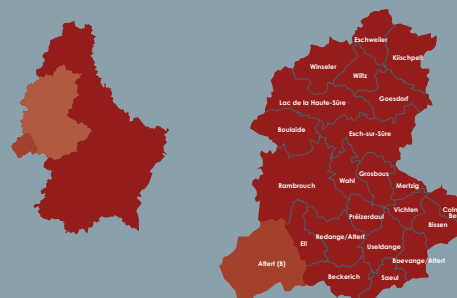 Eschweiler
Kiischpelt
Winseler
Wiltz
Goesdorf
Lac de la Haute-Sûre
Boulaide
Esch-sur-Sûre
Grosbous
Wahl
Rambrouch
Mertzig
Vichten
Préizerdaul
Bissen
Redange/Attert
Ell
Useldange
Attert (B)
Boevange/Attert
Beckerich
Saeul